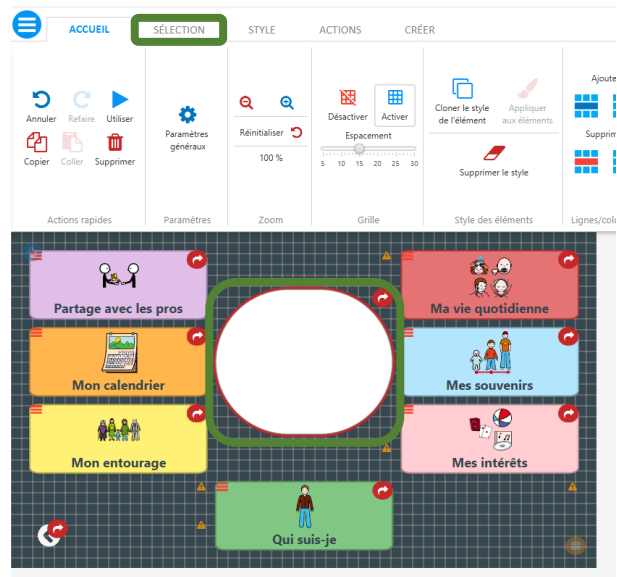 ACCUEIL SÉLECTION STYLE ACTIONS CRÉER
Annuler Refaire Utiliser
Copier Coller Supprimer
Actions rapides
Paramètres
généraux
Paramètres
Réinitialiser
100 %
Zoom
Désactiver Activer
Espacement
5 10 15 20 25 30
Grille
Cloner le style
de l'élément
Appliquer
aux éléments
Supprimer le style
Style des éléments
Ajoute
Supprim
Lignes/colo
Partage avec les pros
Ma vie quotidienne
Mon calendrier
Mes souvenirs
Mon entourage
Mes intérêts
Qui suis-je